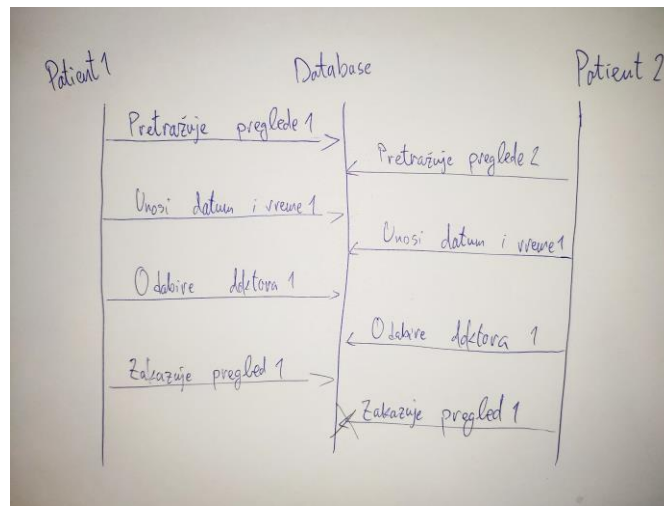 Patient 1
Database
Patient 2
Pretražuje preglede 1
Pretražuje preglede 2
Unosi datum i vreme 1
Unosi datum i vreme 1
Odabire doktora 1
Odabire doktora 1
Zakazuje pregled 1
Zakazuje pregled 1